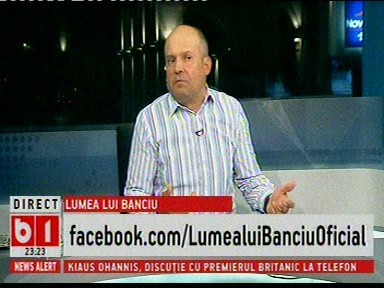 Nov
DIRECT
LUMEA LUI BANCIU
b1
23:23
facebook.com/LumealuiBanciuOficial
NEWS ALERT
KIAUS OHANNIS, DISCUȚIE CU PREMIERUL BRITANIC LA TELEFON